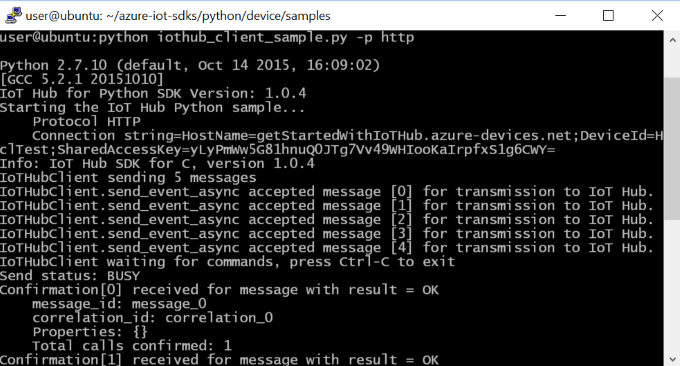 user@ubuntu: ~/azure-iot-sdks/python/device/samples
user@ubuntu:python iothub_client_sample.py -p http
Python 2.7.10 (default, Oct 14 2015, 16:09:02)
[GCC 5.2.1 20151010]
IoT Hub for Python SDK Version: 1.0.4
Starting the IoT Hub Python sample...
Protocol HTTP
Connection string=HostName=getStartedWithIoTHub.azure-devices.net;DeviceId=H
clTest;SharedAccessKey=yLyPmWw5G81hnuQOJTg7Vv49WHIooKaIrpfxS1g6CWY=
Info: IoT Hub SDK for C, version 1.0.4
IoTHubClient sending 5 messages
IoTHubClient.send_event_async accepted message [0] for transmission to IoT Hub.
IoTHubClient.send_event_async accepted message [1] for transmission to IoT Hub.
IoTHubClient.send_event_async accepted message [2] for transmission to IoT Hub.
IoTHubClient.send_event_async accepted message [3] for transmission to IoT Hub.
IoTHubClient.send_event_async accepted message [4] for transmission to IoT Hub.
IoTHubClient waiting for commands, press Ctrl-C to exit
Send status: BUSY
Confirmation[0] received for message with result = OK
message_id: message_0
correlation_id: correlation_0
Properties: {}
Total calls confirmed: 1
Confirmation[1] received for message with result = OK